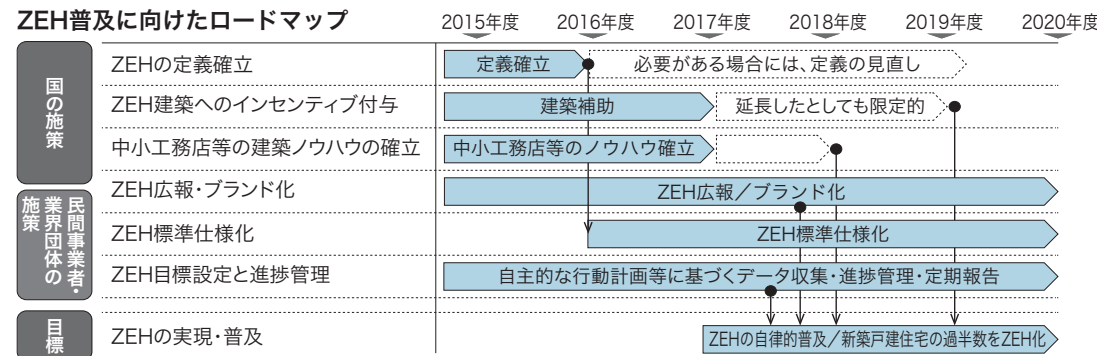 ZEH普及に向けたロードマップ
2015年度 2016年度 2017年度 2018年度 2019年度 2020年度
国の施策
ZEHの定義確立
定義確立
必要がある場合には、定義の見直し
ZEH建築へのインセンティブ付与
建築補助
延長したとしても限定的
中小工務店等の建築ノウハウの確立
中小工務店等のノウハウ確立
民間事業者・
業界団体の
施策
ZEH広報・ブランド化
ZEH広報／ブランド化
ZEH標準仕様化
ZEH標準仕様化
ZEH目標設定と進捗管理
自主的な行動計画等に基づくデータ収集・進捗管理・定期報告
目標
ZEHの実現・普及
ZEHの自律的普及／新築戸建住宅の過半数をZEH化